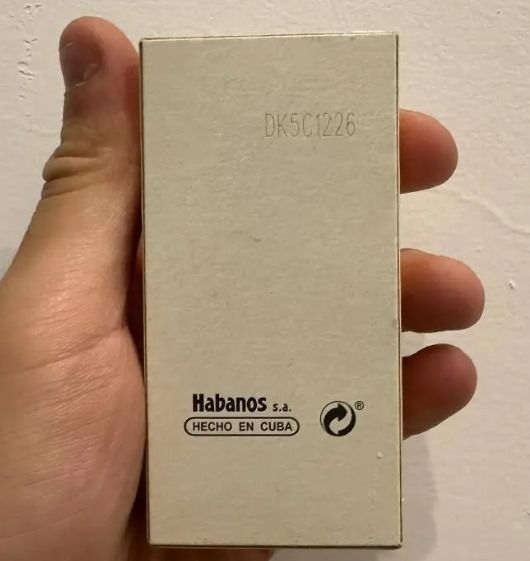 DK5C1226
Habanos s.a.
HECHO EN CUBA
®